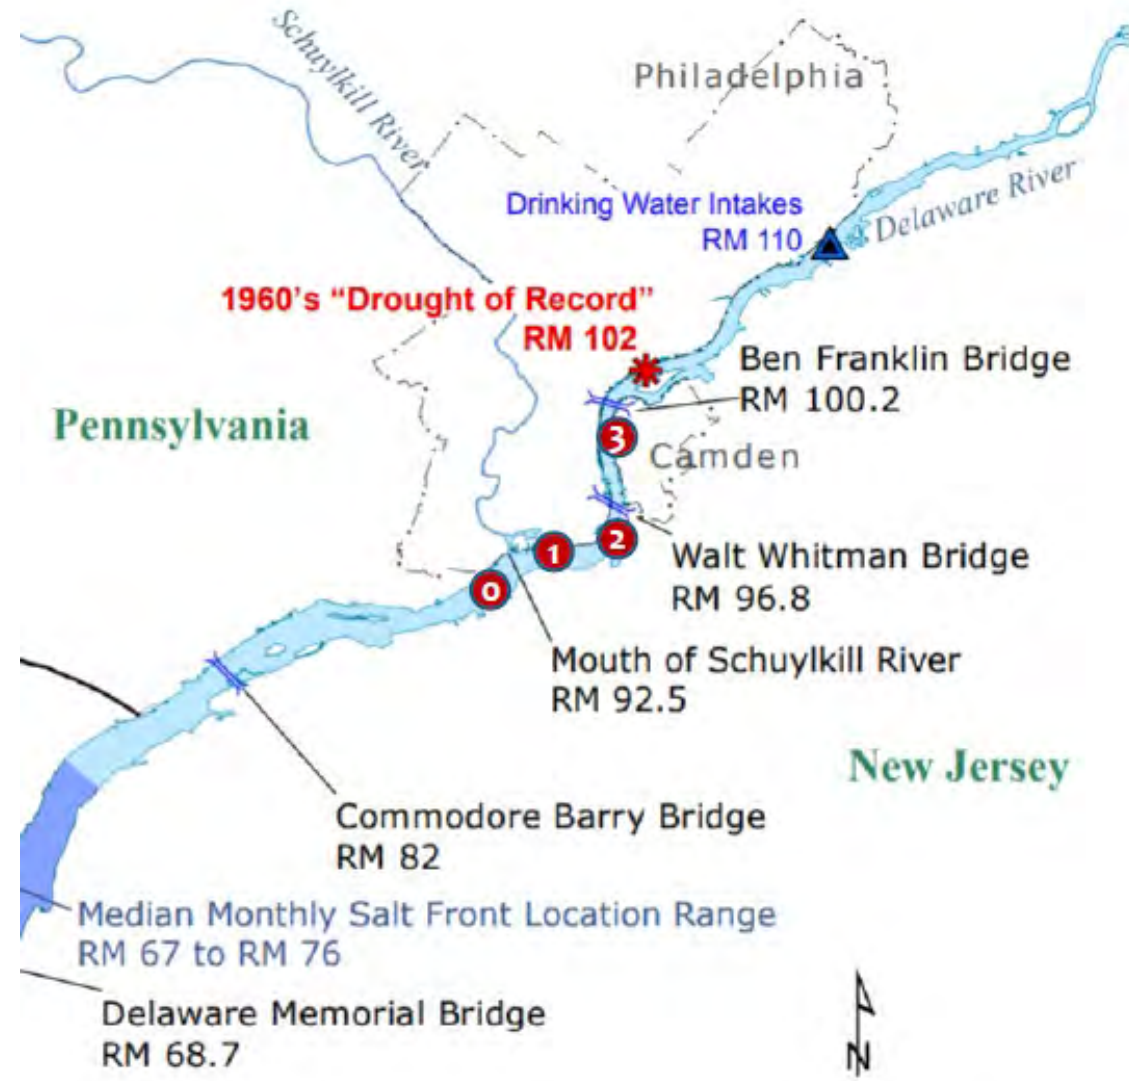 Schuylkill River
Philadelphia
Drinking Water Intakes
RM 110
Delaware River
1960's “Drought of Record”
RM 102
Ben Franklin Bridge
RM 100.2
Pennsylvania
3
Camden
1
2
0
Walt Whitman Bridge
RM 96.8
Mouth of Schuylkill River
RM 92.5
New Jersey
Commodore Barry Bridge
RM 82
Median Monthly Salt Front Location Range
RM 67 to RM 76
Delaware Memorial Bridge
RM 68.7
N